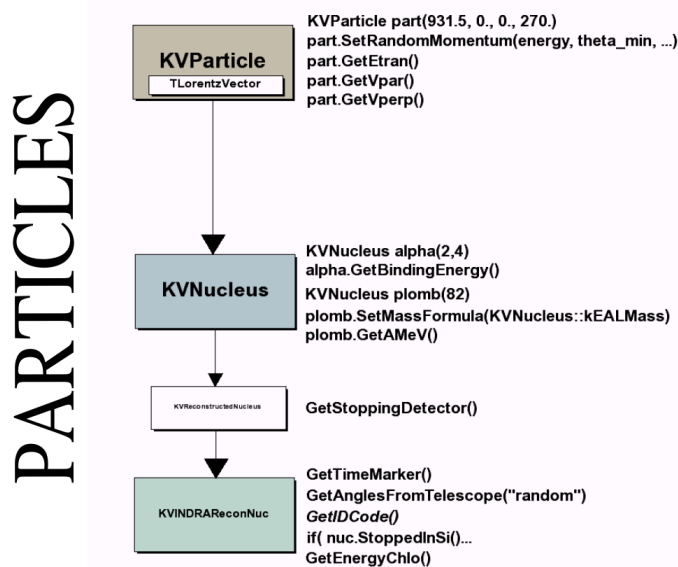 PARTICLES
KVParticle
TLorentzVector
KVParticle part(931.5, 0., 0., 270.)
part.SetRandomMomentum(energy, theta_min, ...)
part.GetEtran()
part.GetVpar()
part.GetVperp()
KVNucleus
KVNucleus alpha(2,4)
alpha.GetBindingEnergy()
KVNucleus plomb(82)
plomb.SetMassFormula(KVNucleus::kEALMass)
plomb.GetAMeV()
KVReconstructedNucleus
GetStoppingDetector()
KVINDRAReconNuc
GetTimeMarker()
GetAnglesFromTelescope("random")
GetIDCode()
if( nuc.StoppedInSi()...
GetEnergyChIo()